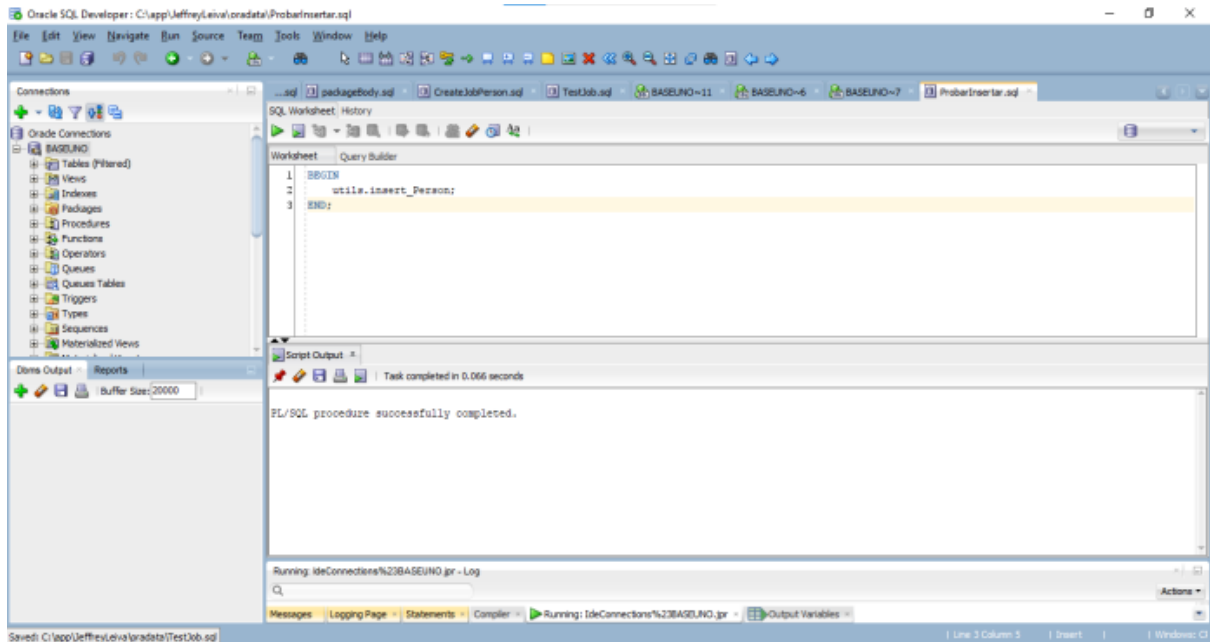 Oracle SQL Developer : C:\app\JeffreyLeiva\oradata\ProbarInsertar.sql
File Edit View Navigate Run Source Team Tools Window Help
Connections
...sql packageBody.sql CreateJobPerson.sql TestJob.sql BASEUNO~11 BASEUNO~6 BASEUNO~7 ProbarInsertar.sql
SQL Worksheet History
Oracle Connections
BASEUNO
Tables (Filtered)
Views
Indexes
Packages
Procedures
Functions
Operators
Queues
Queues Tables
Triggers
Types
Sequences
Materialized Views
Worksheet Query Builder
1 BEGIN
2 utils.insert_Person;
3 END;
Dbms Output Reports
Buffer Size: 20000
Script Output
Task completed in 0.066 seconds
PL/SQL procedure successfully completed.
Running: IdeConnections%23BASEUNO.jpr - Log
Actions
Messages Logging Page Statements Compiler Running: IdeConnections%23BASEUNO.jpr Output Variables
Saved: C:\app\JeffreyLeiva\oradata\TestJob.sql
Line 3 Column 5 Insert Windows: C